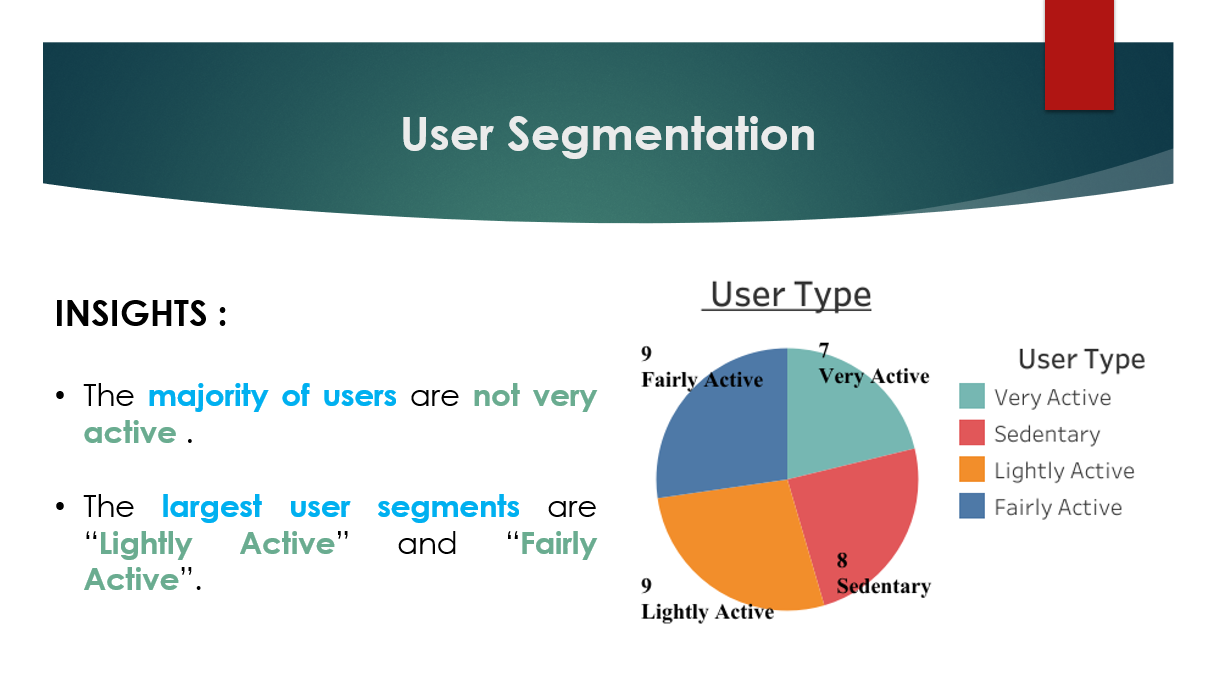 User Segmentation
INSIGHTS :
• The majority of users are not very
active .
• The largest user segments are
“Lightly Active” and “Fairly
Active”.
User Type
9
Fairly Active
7
Very Active
8
Sedentary
9
Lightly Active
User Type
Very Active
Sedentary
Lightly Active
Fairly Active